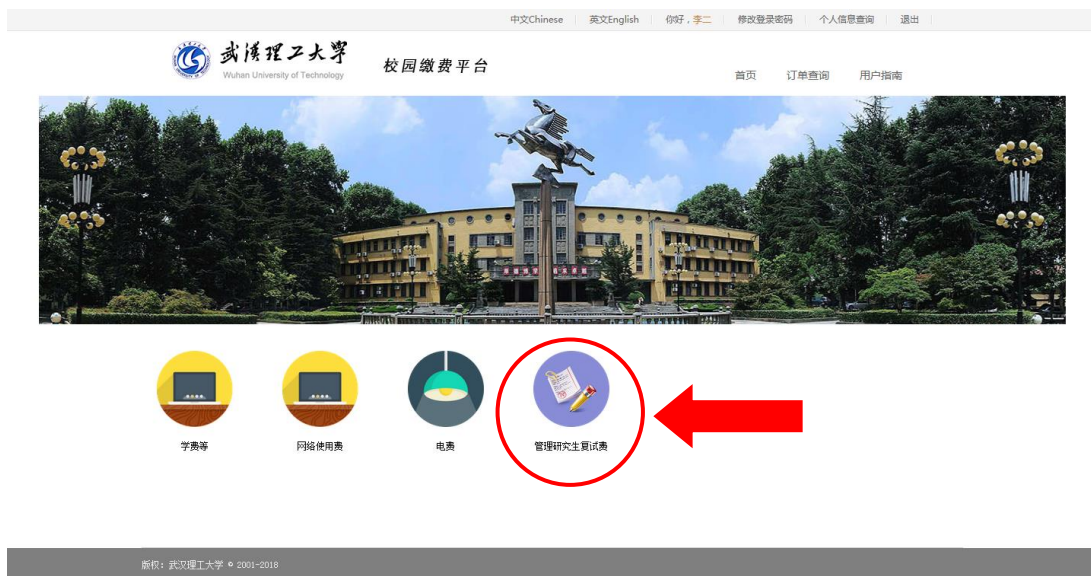 中文Chinese 英文English 你好，李二 修改登录密码 个人信息查询 退出
武汉理工大学
Wuhan University of Technology
校园缴费平台
首页 订单查询 用户指南
学费等 网络使用费 电费 管理研究生复试费
版权：武汉理工大学 © 2001-2018